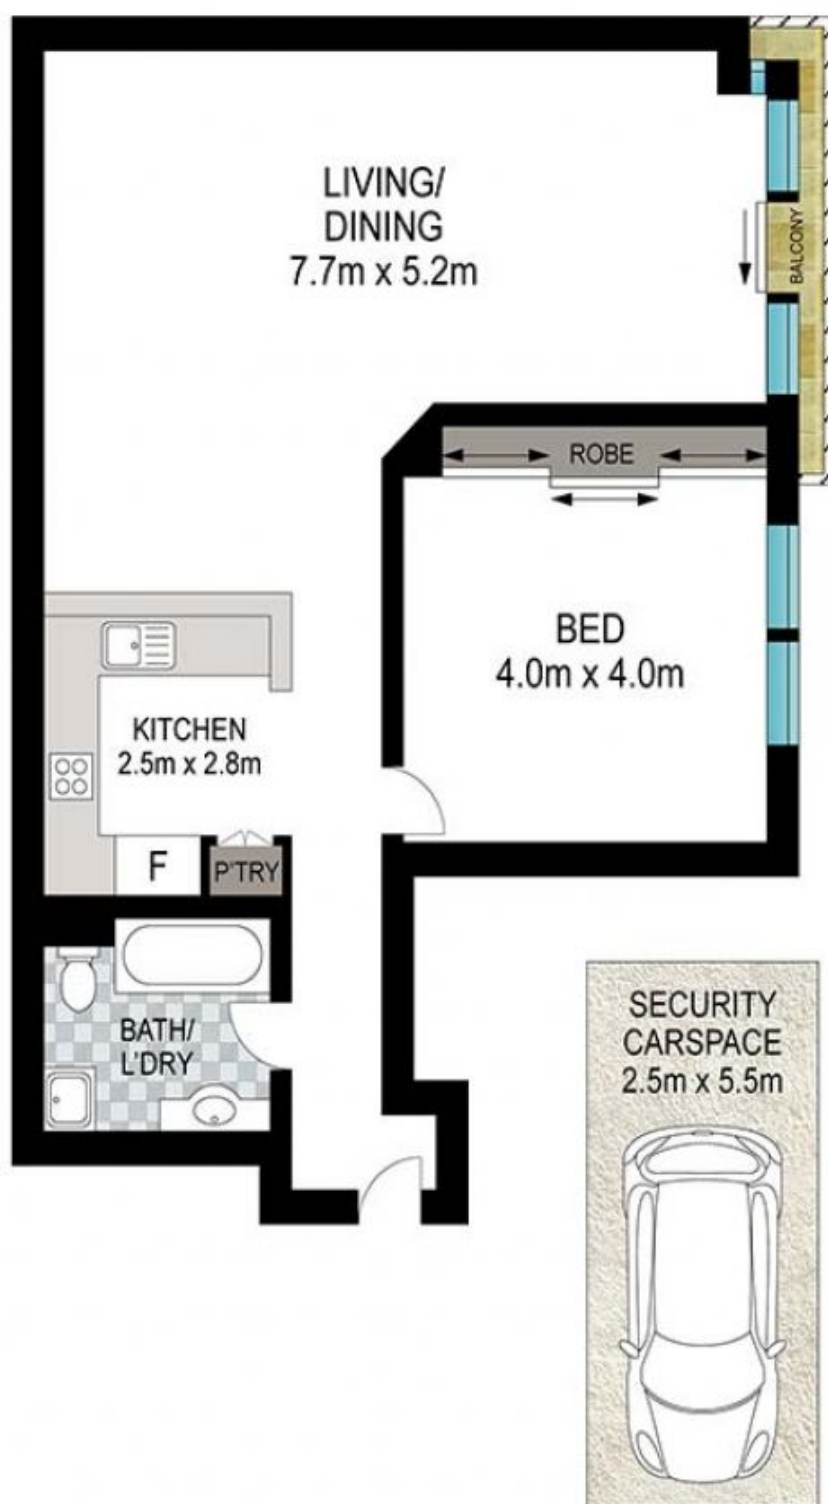 LIVING/
DINING
7.7m x 5.2m
BALCONY
ROBE
BED
4.0m x 4.0m
KITCHEN
2.5m x 2.8m
F
P'TRY
BATH/
L'DRY
SECURITY
CARSPACE
2.5m x 5.5m